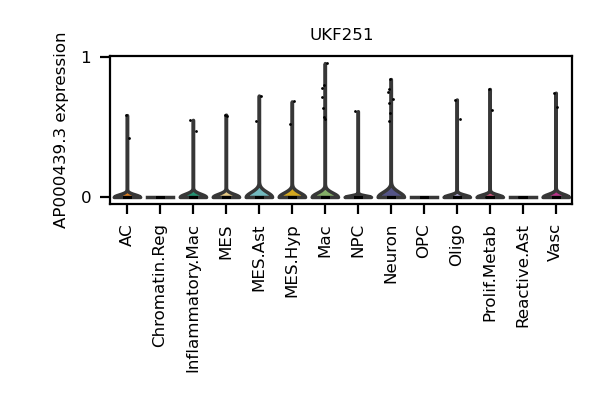 UKF251
AP000439.3 expression
1
0
AC
Chromatin.Reg
Inflammatory.Mac
MES
MES.Ast
MES.Hyp
Mac
NPC
Neuron
OPC
Oligo
Prolif.Metab
Reactive.Ast
Vasc